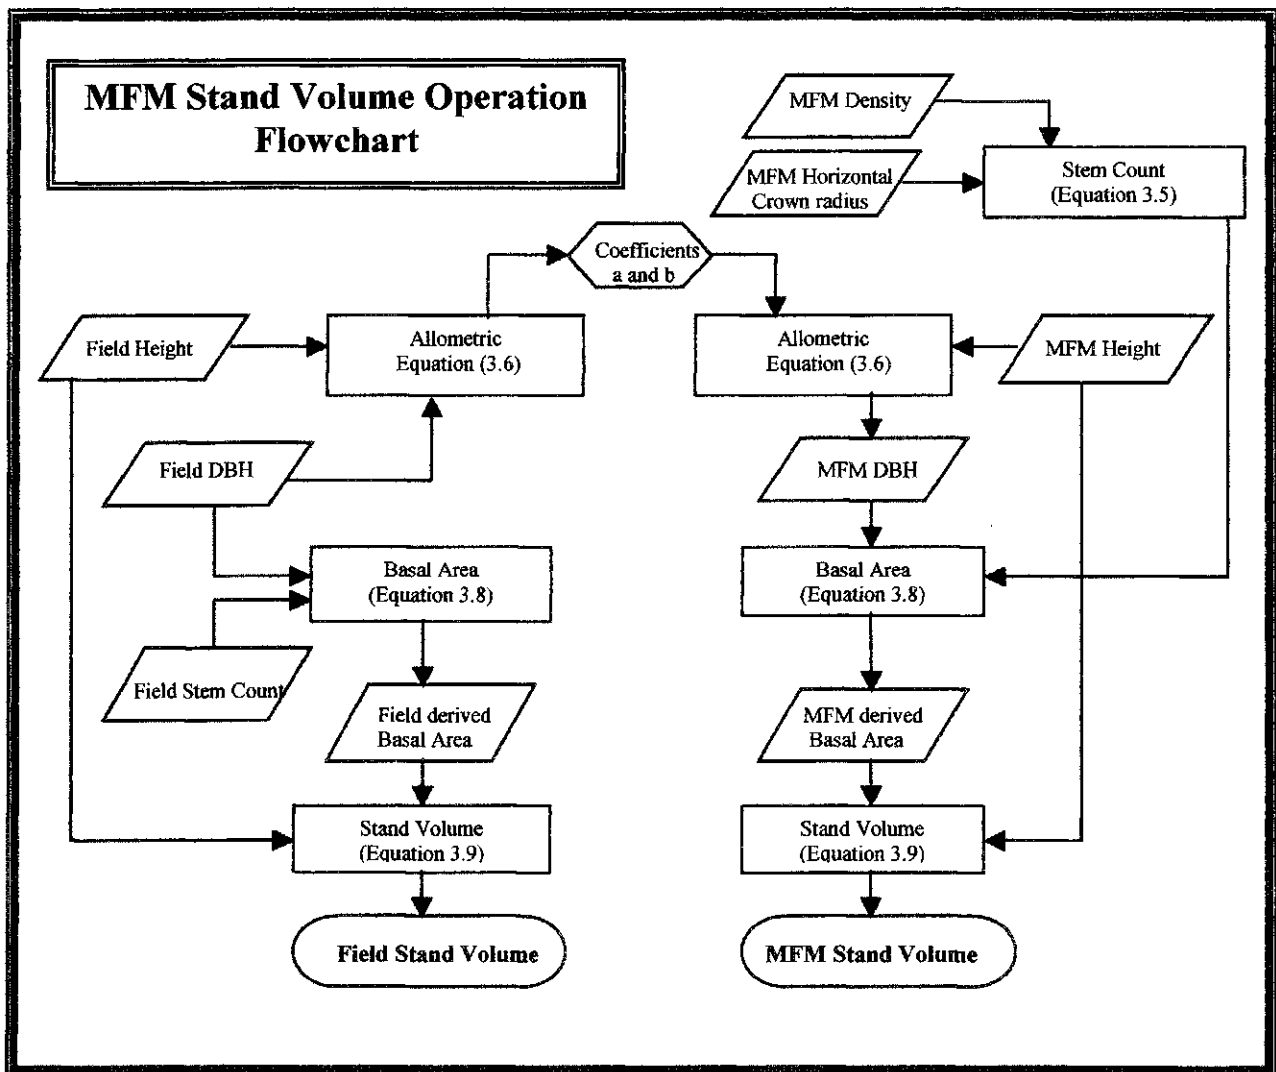 MFM Stand Volume Operation
Flowchart
MFM Density
MFM Horizontal
Crown radius
Stem Count
(Equation 3.5)
Coefficients
a and b
Field Height
Allometric
Equation (3.6)
Allometric
Equation (3.6)
MFM Height
Field DBH
MFM DBH
Basal Area
(Equation 3.8)
Basal Area
(Equation 3.8)
Field Stem Count
Field derived
Basal Area
MFM derived
Basal Area
Stand Volume
(Equation 3.9)
Stand Volume
(Equation 3.9)
Field Stand Volume
MFM Stand Volume